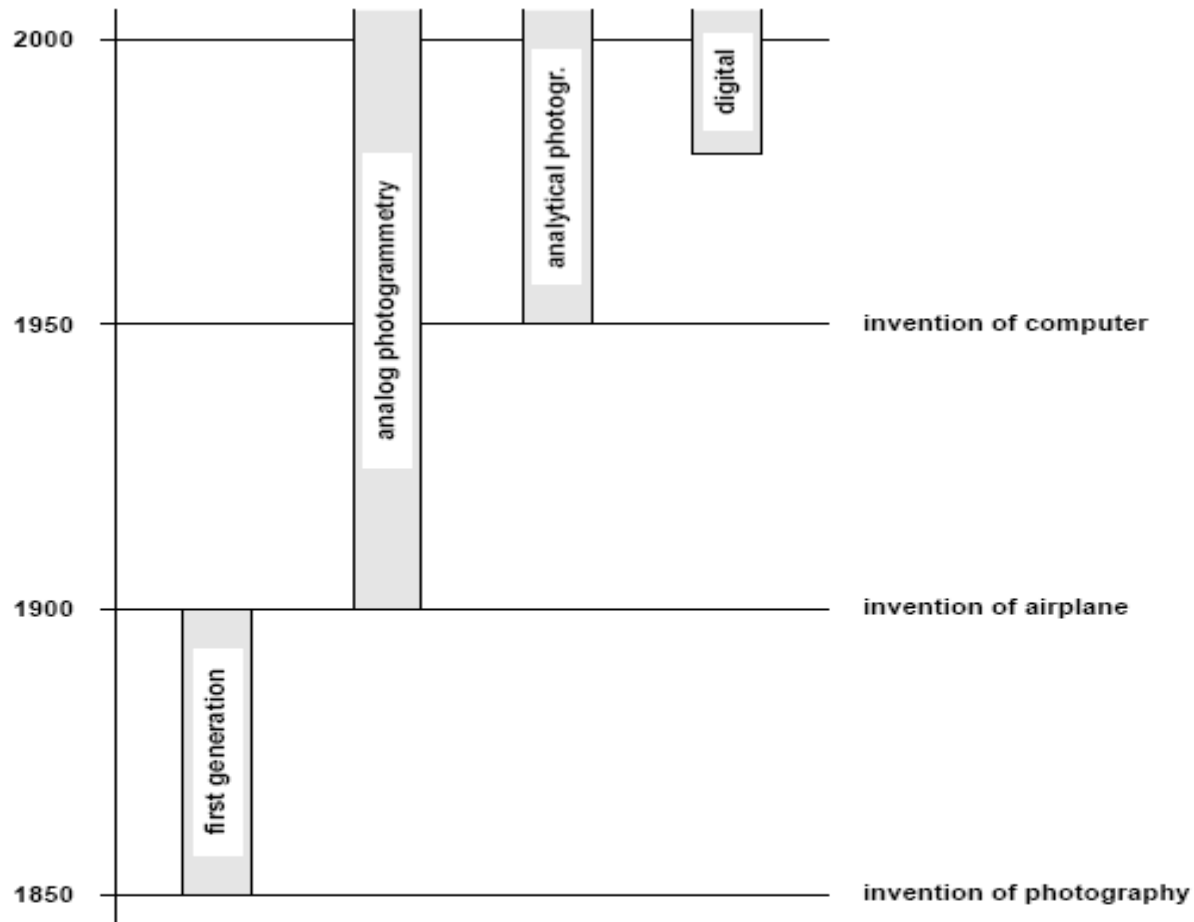 2000
analytical photogr.
digital
analog photogrammetry
1950
invention of computer
1900
invention of airplane
first generation
1850
invention of photography